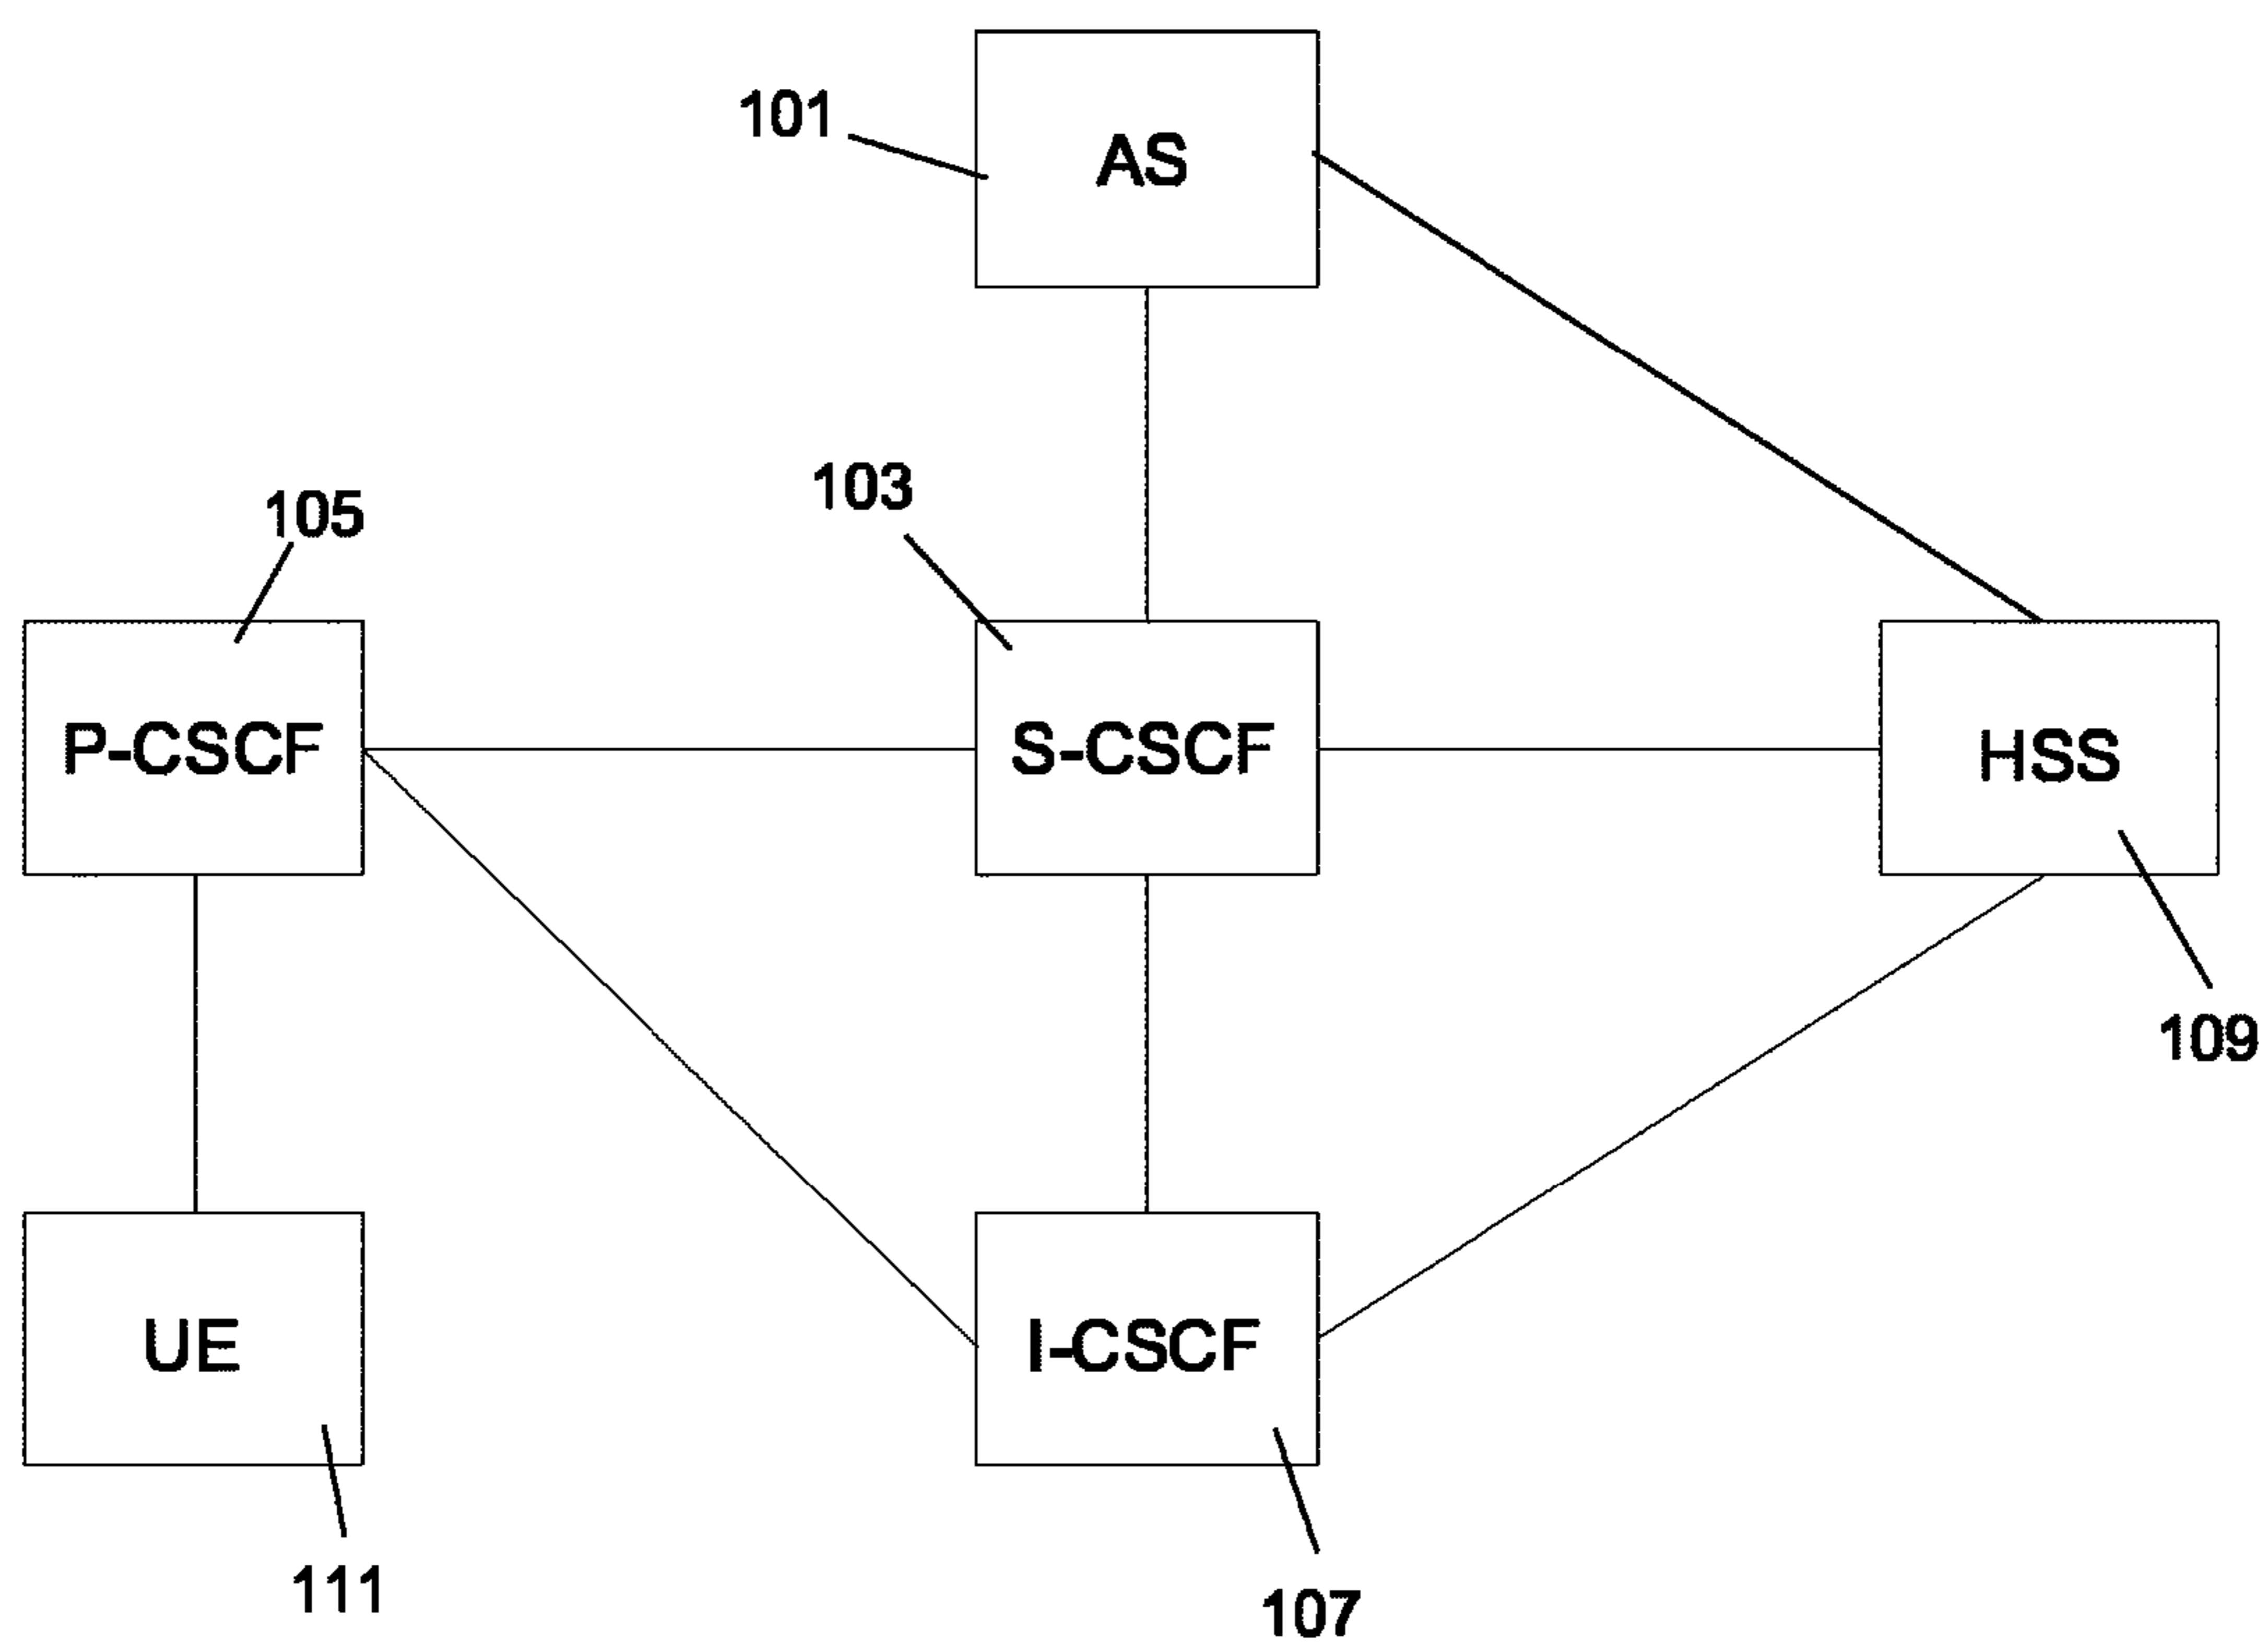 101
AS
103
105
P-CSCF
S-CSCF
HSS
109
UE
I-CSCF
111
107